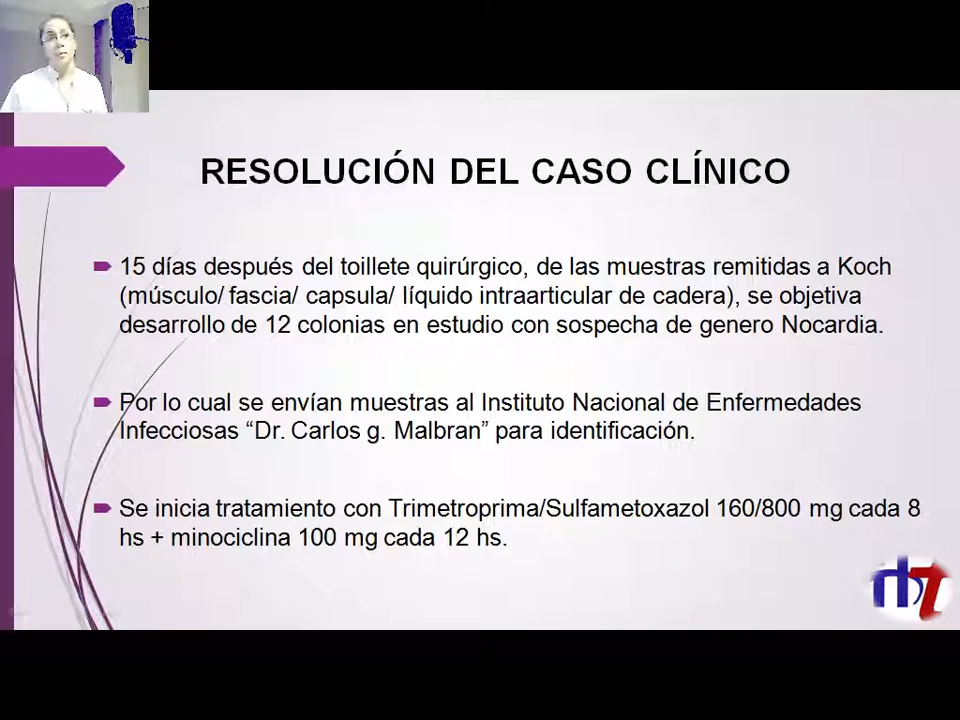 RESOLUCIÓN DEL CASO CLÍNICO
15 días después del toillete quirúrgico, de las muestras remitidas a Koch
(músculo/ fascia/ capsula/ líquido intraarticular de cadera), se objetiva
desarrollo de 12 colonias en estudio con sospecha de genero Nocardia.
Por lo cual se envían muestras al Instituto Nacional de Enfermedades
Infecciosas “Dr. Carlos g. Malbran” para identificación.
Se inicia tratamiento con Trimetroprima/Sulfametoxazol 160/800 mg cada 8
hs + minociclina 100 mg cada 12 hs.